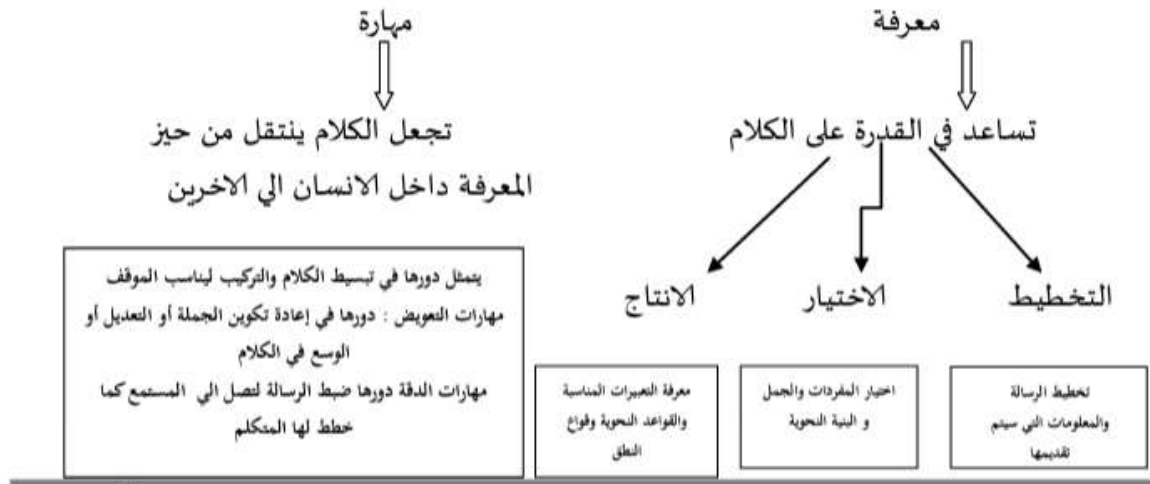 معرفة
تساعد في القدرة على الكلام
التخطيط
الاختيار
الانتاج
تخطيط الرسالة
والمعلومات التي سيتم
تقديمها
اختيار المفردات والجمل
و البنية النحوية
معرفة التعبيرات المناسبة
والقواعد النحوية وقواع
النطق
مهارة
تجعل الكلام ينتقل من حيز
المعرفة داخل الانسان الي الاخرين
يتمثل دورها في تبسيط الكلام والتركيب ليناسب الموقف
مهارات التعويض : دورها في إعادة تكوين الجملة أو التعديل أو
الوسع في الكلام
مهارات الدقة دورها ضبط الرسالة لتصل الي المستمع كما
خطط لها المتكلم